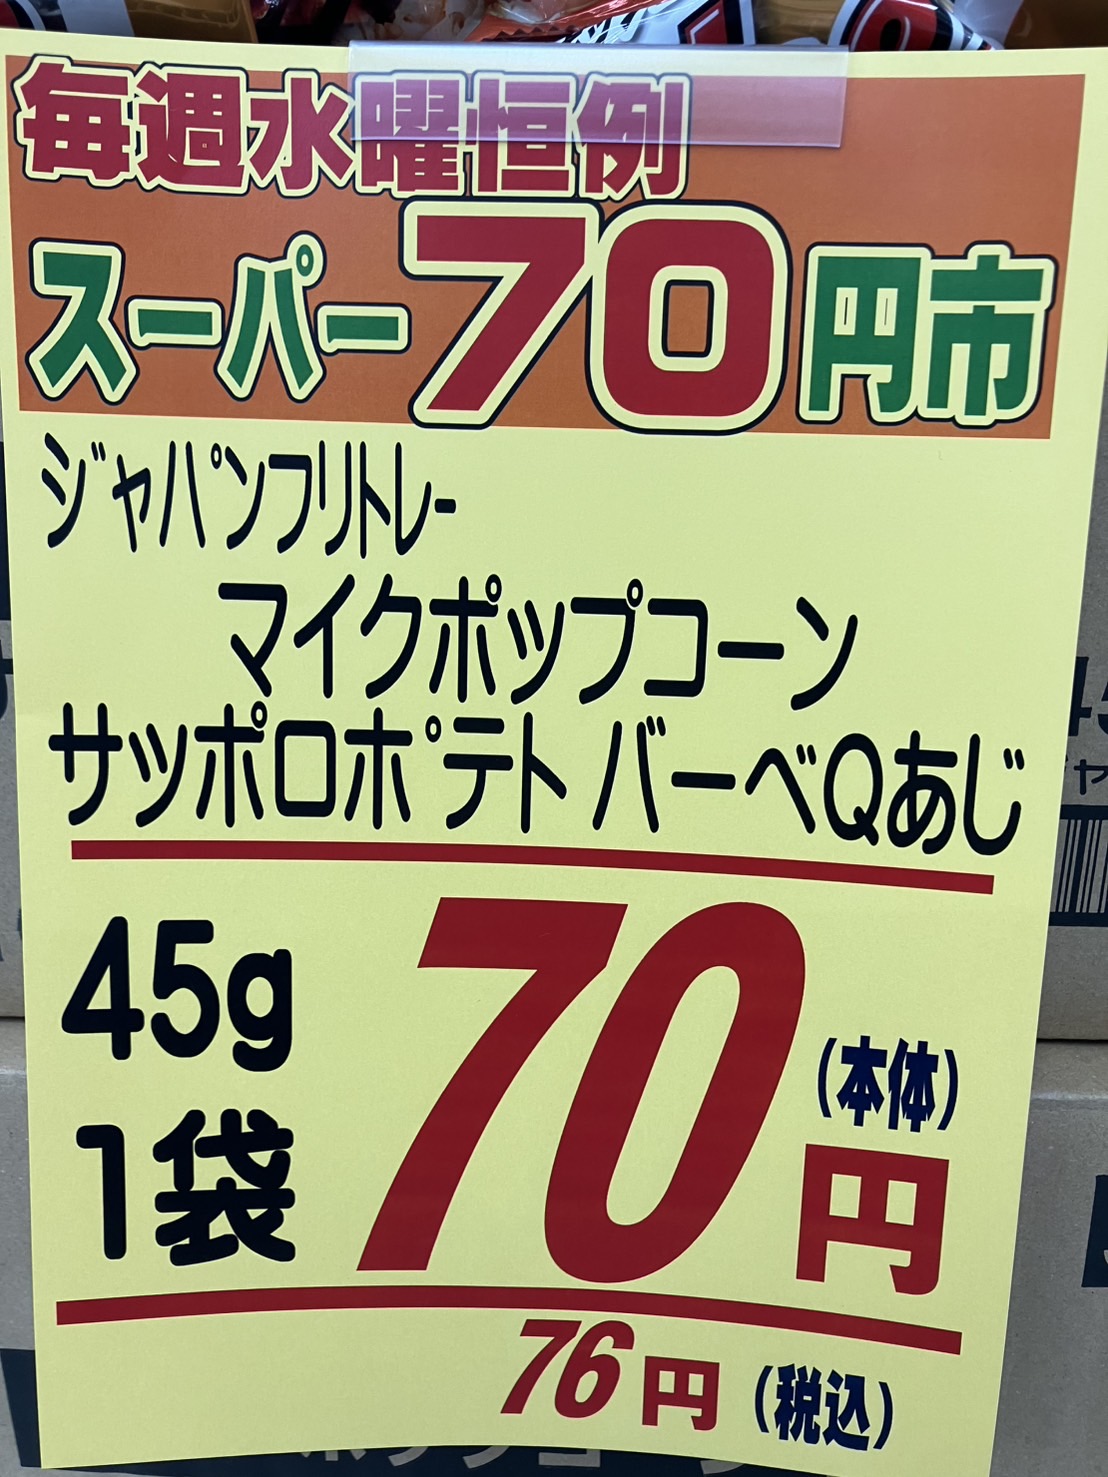 毎週水曜恒例
スーパー70円市
ジャパンフリトレー
マイクポップコーン
サッポロポテト バーベQあじ
45g
1袋
70円
(本体)
76円 (税込)